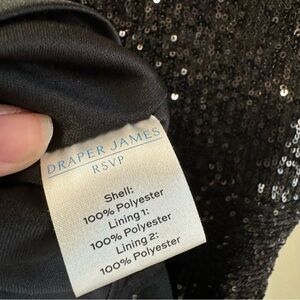 DRAPER JAMES
RSVP
Shell:
100% Polyester
Lining 1:
100% Polyester
Lining 2:
100% Polyester